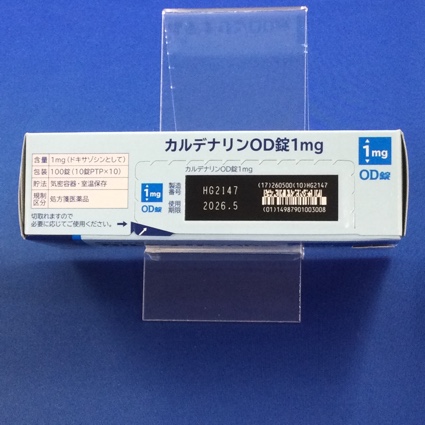 カルデナリンOD錠1mg
含量 1mg(ドキサゾシンとして)
包装 100錠(10錠PTP×10)
貯法 気密容器・室温保存
規制区分 処方箋医薬品
切取れますので
必要に応じてご使用ください。
1mg
OD錠
カルデナリンOD錠1mg
製造番号 HG2147
使用期限 2026.5
(17)260500(10)HG2147
(01)14987901003008
1mg
OD錠